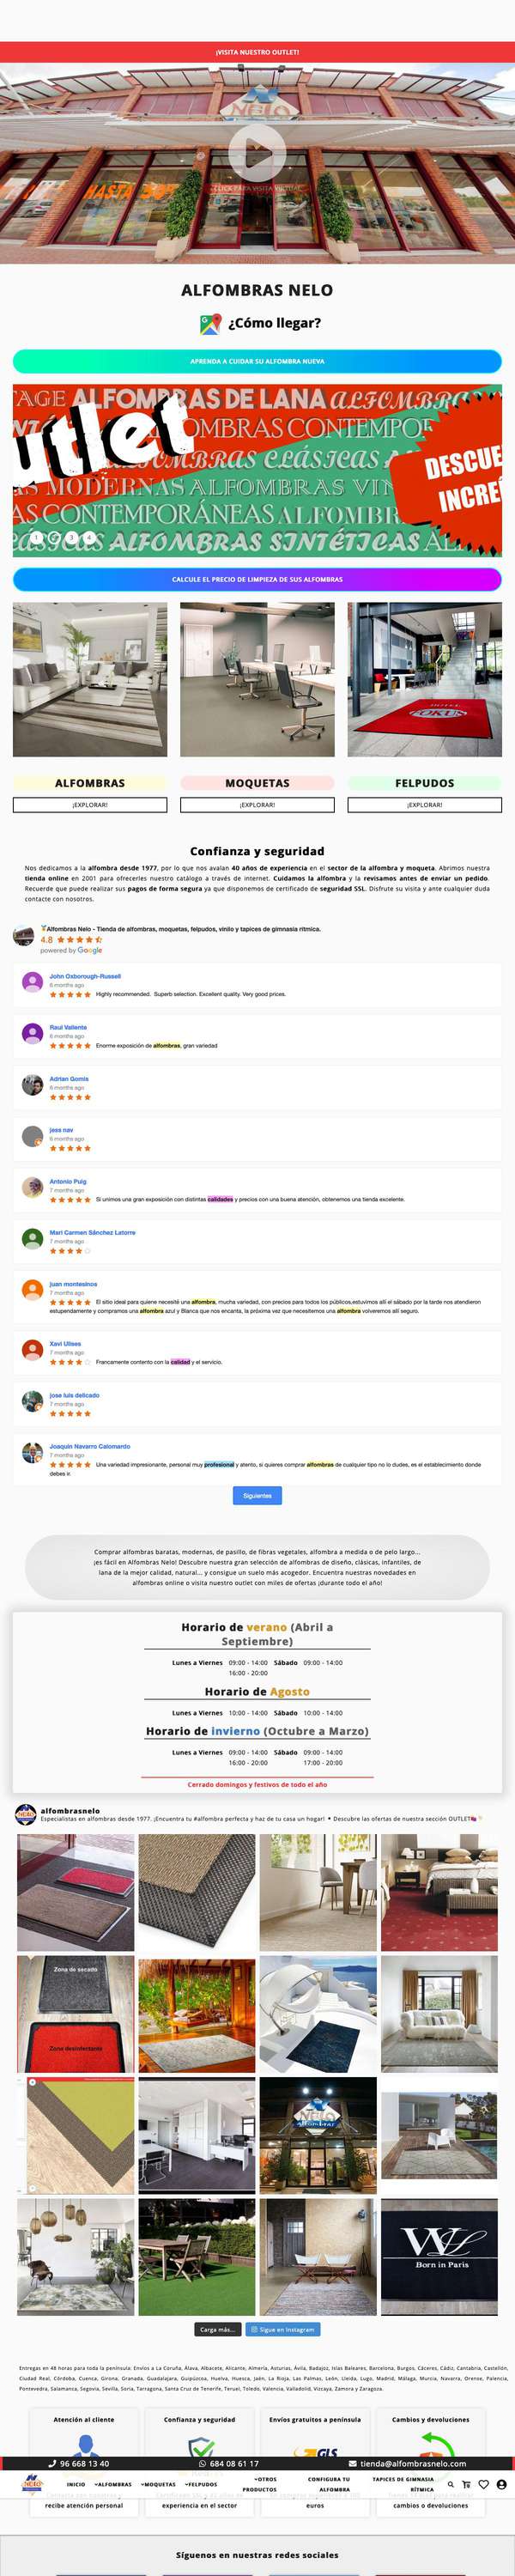 ¡VISITA NUESTRO OUTLET!
NELO
HASTA
CLICK PARA VISITA VIRTUAL
ALFOMBRAS NELO
¿Cómo llegar?
APRENDA A CUIDAR SU ALFOMBRA NUEVA
ALFOMBRAS DE LANA
utlet
DESCUE
INCRE
ALFOMBRAS SINTÉTICAS
1 3 4
CALCULE EL PRECIO DE LIMPIEZA DE SUS ALFOMBRAS
ALFOMBRAS
MOQUETAS
FELPUDOS
¡EXPLORAR!
¡EXPLORAR!
¡EXPLORAR!
Confianza y seguridad
Nos dedicamos a la alfombra desde 1977, por lo que nos avalan 40 años de experiencia en el sector de la alfombra y moqueta. Abrimos nuestra
tienda online en 2001 para ofrecerles nuestro catálogo a través de internet. Cuidamos la alfombra y la revisamos antes de enviar un pedido.
Recuerde que puede realizar sus pagos de forma segura ya que disponemos de certificado de seguridad SSL. Disfrute su visita y ante cualquier duda
contacte con nosotros.
Alfombras Nelo - Tienda de alfombras, moquetas, felpudos, vinilo y tapices de gimnasia rítmica.
4.8
powered by Google
John Oxborough-Russell
6 months ago
Highly recommended. Superb selection. Excellent quality. Very good prices.
Raul Valiente
6 months ago
Enorme exposición de alfombras, gran variedad
Adrian Gomis
6 months ago
jess nav
6 months ago
Antonio Puig
7 months ago
Si unimos una gran exposición con distintas calidades y precios con una buena atención, obtenemos una tienda excelente.
Mari Carmen Sánchez Latorre
7 months ago
juan montesinos
7 months ago
El sitio ideal para quiene necesité una alfombra, mucha variedad, con precios para todos los públicos,estuvimos allí el sábado por la tarde nos atendieron
estupendamente y compramos una alfombra azul y Blanca que nos encanta, la próxima vez que necesitemos una alfombra volveremos allí seguro.
Xavi Ulises
7 months ago
Francamente contento con la calidad y el servicio.
jose luis delicado
7 months ago
Joaquin Navarro Calomardo
7 months ago
Una variedad impresionante, personal muy profesional y atento, si quieres comprar alfombras de cualquier tipo no lo dudes, es el establecimiento donde
debes ir.
Siguientes
Comprar alfombras baratas, modernas, de pasillo, de fibras vegetales, alfombra a medida o de pelo largo...
¡es fácil en Alfombras Nelo! Descubre nuestra gran selección de alfombras de diseño, clásicas, infantiles, de
lana de la mejor calidad, natural... y consigue un suelo más acogedor. Encuentra nuestras novedades en
alfombras online o visita nuestro outlet con miles de ofertas ¡durante todo el año!
Horario de verano (Abril a
Septiembre)
Lunes a Viernes 09:00 - 14:00 Sábado 09:00 - 14:00
16:00 - 20:00
Horario de Agosto
Lunes a Viernes 10:00 - 14:00 Sábado 10:00 - 14:00
Horario de invierno (Octubre a Marzo)
Lunes a Viernes 09:00 - 14:00 Sábado 09:00 - 14:00
16:00 - 20:00 17:00 - 20:00
Cerrado domingos y festivos de todo el año
alfombrasnelo
Especialistas en alfombras desde 1977. ¡Encuentra tu #alfombra perfecta y haz de tu casa un hogar! • Descubre las ofertas de nuestra sección OUTLET
Zona de secado
Zona desinfectante
NELO
W
Born in Paris
Carga más...
Sigue en Instagram
Entregas en 48 horas para toda la península: Envíos a La Coruña, Álava, Albacete, Alicante, Almería, Asturias, Ávila, Badajoz, Islas Baleares, Barcelona, Burgos, Cáceres, Cádiz, Cantabria, Castellón,
Ciudad Real, Córdoba, Cuenca, Girona, Granada, Guadalajara, Guipúzcoa, Huelva, Huesca, Jaén, La Rioja, Las Palmas, León, Lleida, Lugo, Madrid, Málaga, Murcia, Navarra, Orense, Palencia,
Pontevedra, Salamanca, Segovia, Sevilla, Soria, Tarragona, Santa Cruz de Tenerife, Teruel, Toledo, Valencia, Valladolid, Vizcaya, Zamora y Zaragoza.
Atención al cliente
Confianza y seguridad
Envíos gratuitos a península
Cambios y devoluciones
GLS
96 668 13 40
684 08 61 17
tienda@alfombrasnelo.com
NELO
INICIO
ALFOMBRAS
MOQUETAS
FELPUDOS
OTROS
PRODUCTOS
CONFIGURA TU
ALFOMBRA
TAPICES DE GIMNASIA
RÍTMICA
recibe atención personal
experiencia en el sector
euros
cambios o devoluciones
Síguenos en nuestras redes sociales